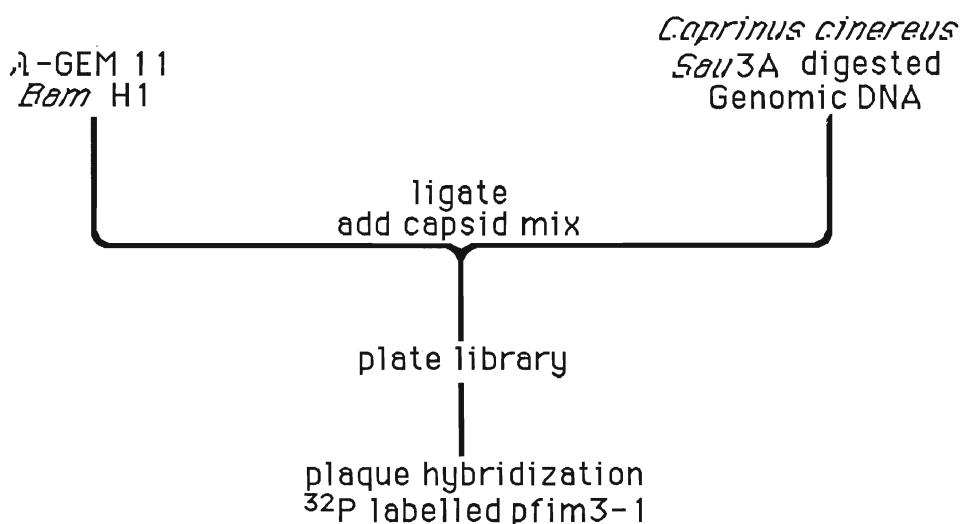 λ-GEM 11
Bam H1
Coprinus cinereus
Sau3A digested
Genomic DNA
ligate
add capsid mix
plate library
plaque hybridization
³²P labelled pfim3-1